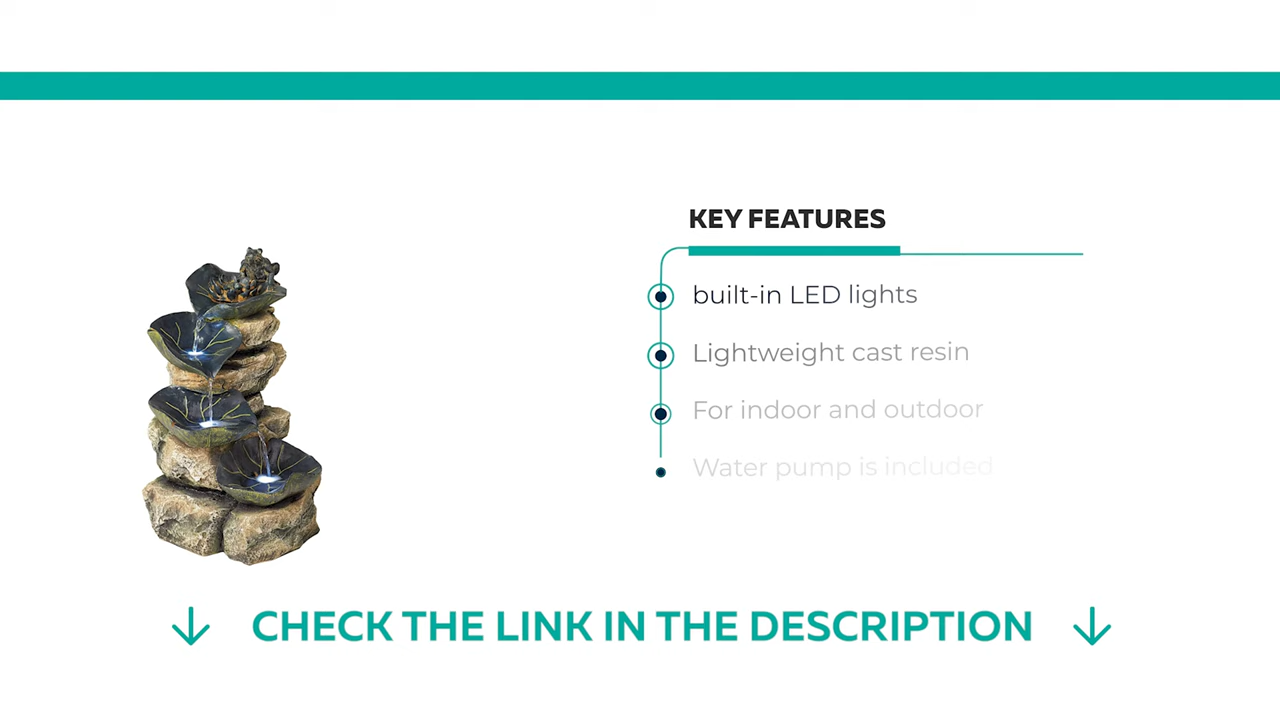 KEY FEATURES
built-in LED lights
Lightweight cast resin
For indoor and outdoor
Water pump is included
CHECK THE LINK IN THE DESCRIPTION